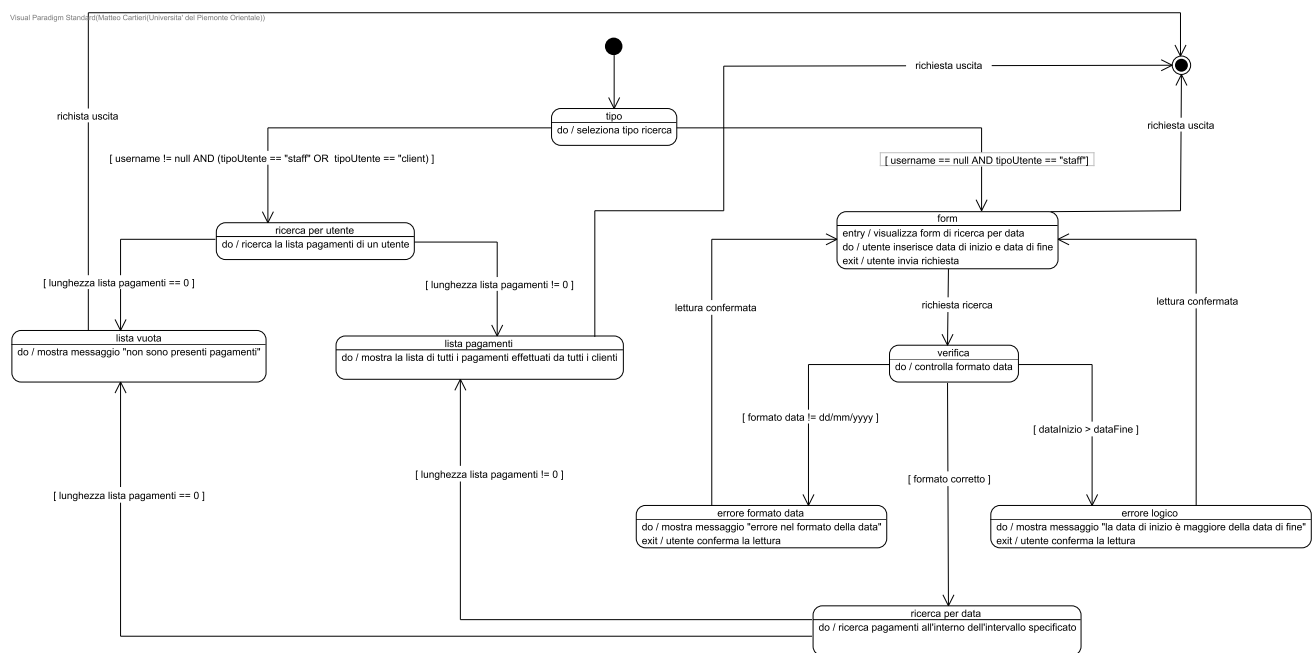 Visual Paradigm Standard(Matteo Cartieri(Universita' del Piemonte Orientale))
richiesta uscita
tipo
do / seleziona tipo ricerca
richista uscita
richiesta uscita
[ username != null AND (tipoUtente == "staff" OR tipoUtente == "client) ]
[ username == null AND tipoUtente == "staff"]
form
entry / visualizza form di ricerca per data
do / utente inserisce data di inizio e data di fine
exit / utente invia richiesta
ricerca per utente
do / ricerca la lista pagamenti di un utente
[ lunghezza lista pagamenti == 0 ]
[ lunghezza lista pagamenti != 0 ]
lettura confermata
richiesta ricerca
lettura confermata
lista vuota
do / mostra messaggio "non sono presenti pagamenti"
lista pagamenti
do / mostra la lista di tutti i pagamenti effettuati da tutti i clienti
verifica
do / controlla formato data
[ formato data != dd/mm/yyyy ]
[ dataInizio > dataFine ]
[ lunghezza lista pagamenti != 0 ]
[ formato corretto ]
[ lunghezza lista pagamenti == 0 ]
errore formato data
do / mostra messaggio "errore nel formato della data"
exit / utente conferma la lettura
errore logico
do / mostra messaggio "la data di inizio è maggiore della data di fine"
exit / utente conferma la lettura
ricerca per data
do / ricerca pagamenti all'interno dell'intervallo specificato